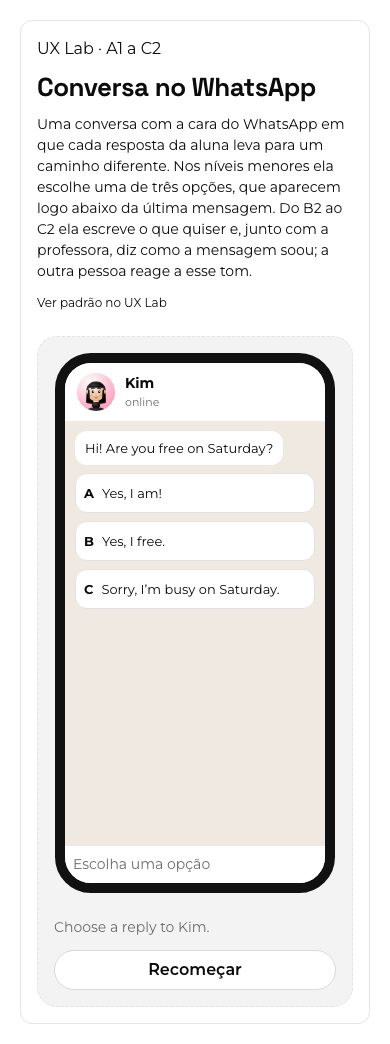 UX Lab · A1 a C2
Conversa no WhatsApp
Uma conversa com a cara do WhatsApp em
que cada resposta da aluna leva para um
caminho diferente. Nos níveis menores ela
escolhe uma de três opções, que aparecem
logo abaixo da última mensagem. Do B2 ao
C2 ela escreve o que quiser e, junto com a
professora, diz como a mensagem soou; a
outra pessoa reage a esse tom.
Ver padrão no UX Lab
Kim
online
Hi! Are you free on Saturday?
A Yes, I am!
B Yes, I free.
C Sorry, I’m busy on Saturday.
Escolha uma opção
Choose a reply to Kim.
Recomeçar